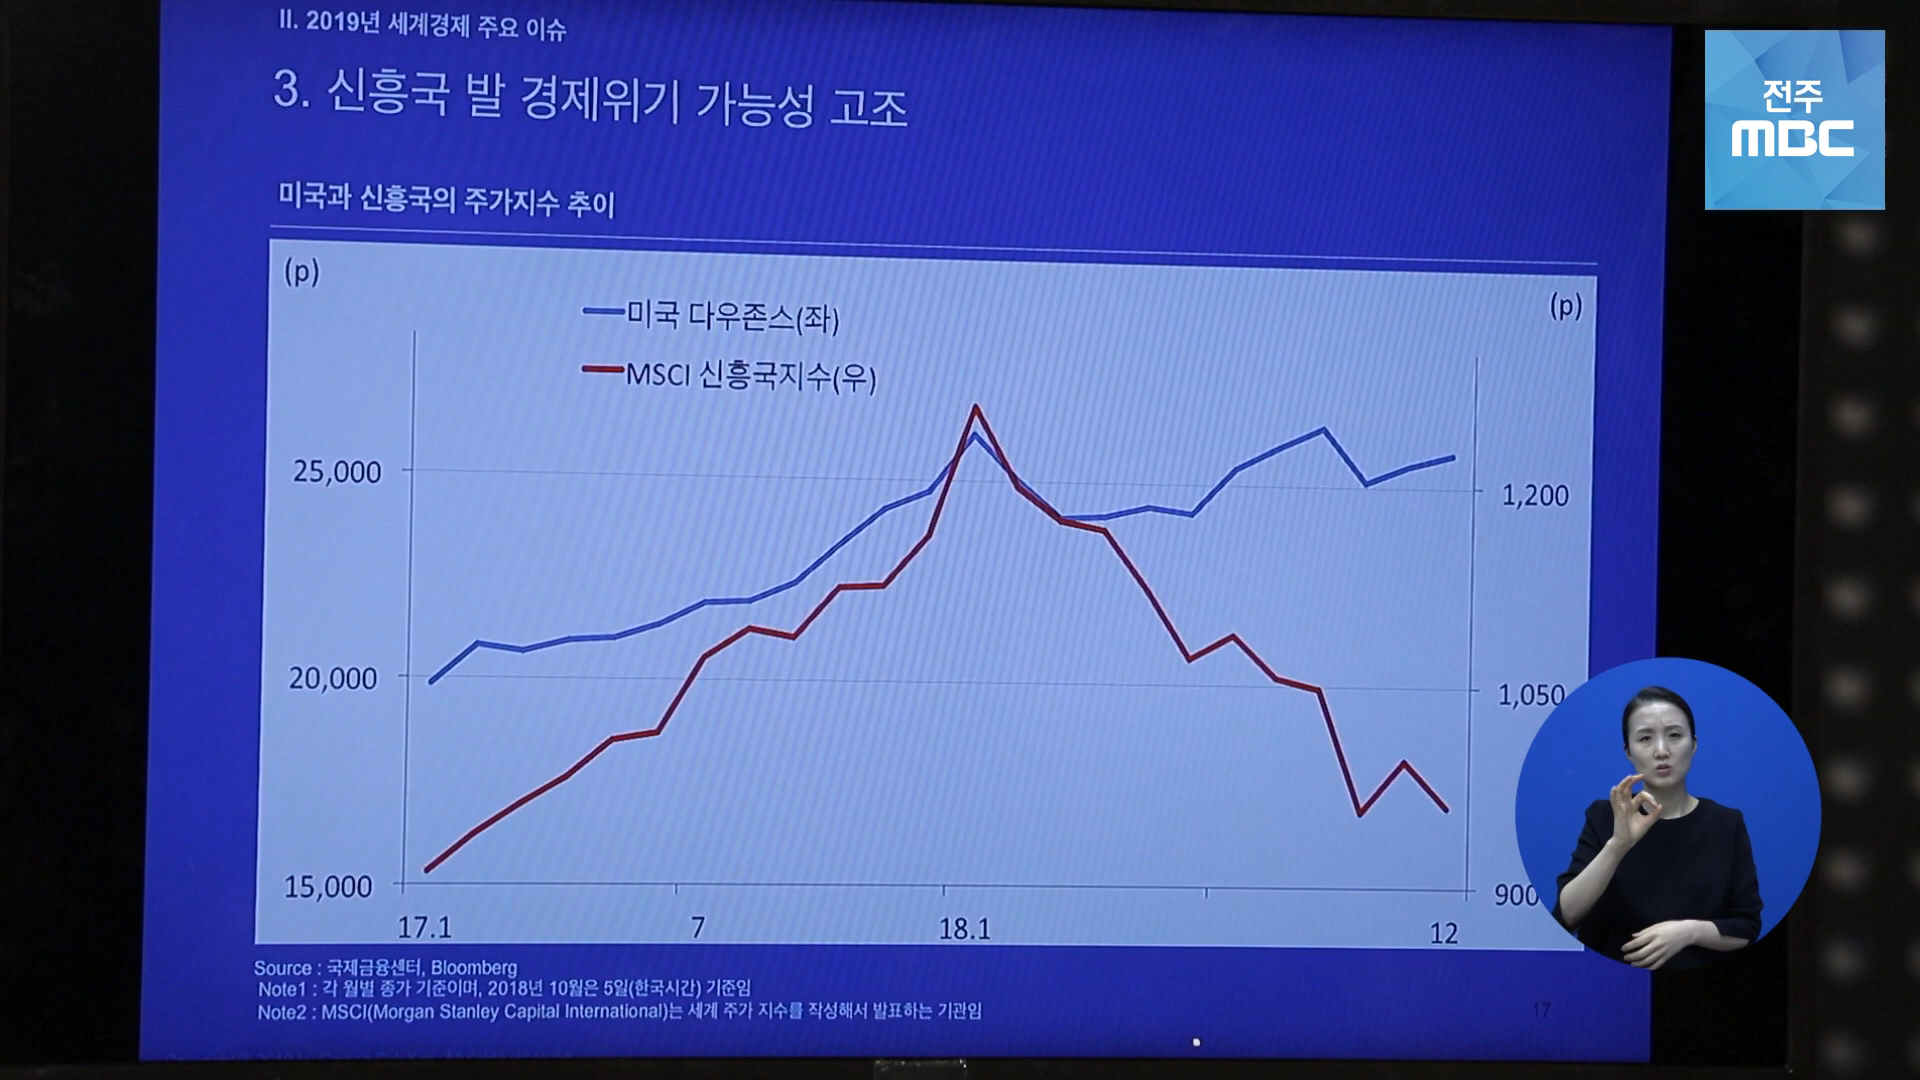 II. 2019년 세계경제 주요 이슈
3. 신흥국 발 경제위기 가능성 고조
전주
MBC
미국과 신흥국의 주가지수 추이
(p)
(p)
미국 다우존스(좌)
MSCI 신흥국지수(우)
25,000
1,200
20,000
1,050
15,000
900
17.1
7
18.1
12
Source : 국제금융센터, Bloomberg
Note1 : 각 월별 종가 기준이며, 2018년 10월은 5일(한국시간) 기준임
Note2 : MSCI(Morgan Stanley Capital International)는 세계 주가 지수를 작성해서 발표하는 기관임
17